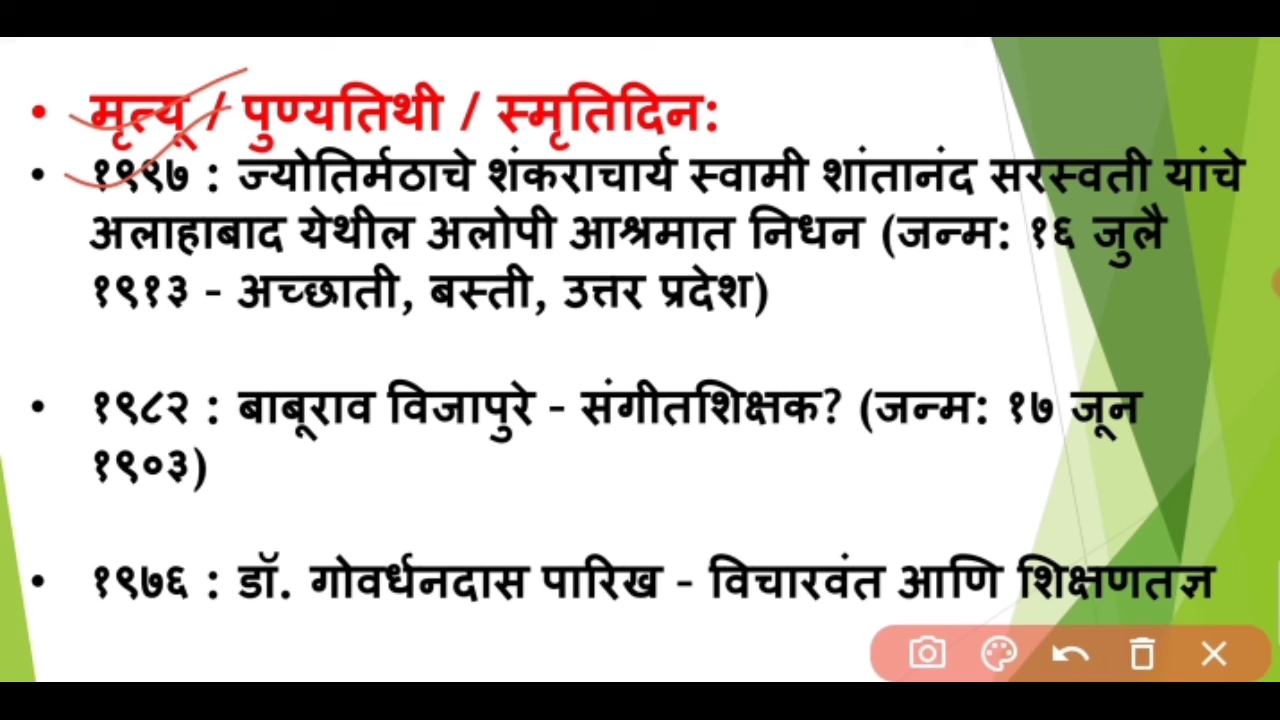 • मृत्यू / पुण्यतिथी / स्मृतिदिन:
• १९९७ : ज्योतिर्मठाचे शंकराचार्य स्वामी शांतानंद सरस्वती यांचे
अलाहाबाद येथील अलोपी आश्रमात निधन (जन्म: १६ जुलै
१९१३ - अच्छाती, बस्ती, उत्तर प्रदेश)
• १९८२ : बाबूराव विजापुरे - संगीतशिक्षक? (जन्म: १७ जून
१९०३)
• १९७६ : डॉ. गोवर्धनदास पारिख - विचारवंत आणि शिक्षणतज्ञ